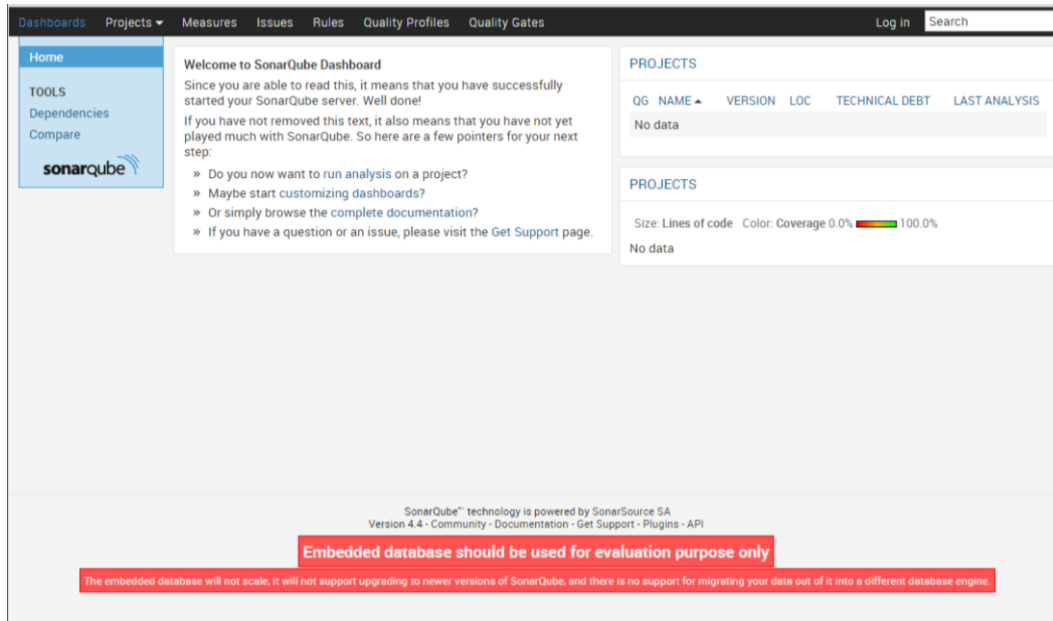 Dashboards Projects Measures Issues Rules Quality Profiles Quality Gates Log in Search
Home
TOOLS
Dependencies
Compare
sonarqube
Welcome to SonarQube Dashboard
Since you are able to read this, it means that you have successfully
started your SonarQube server. Well done!
If you have not removed this text, it also means that you have not yet
played much with SonarQube. So here are a few pointers for your next
step:
» Do you now want to run analysis on a project?
» Maybe start customizing dashboards?
» Or simply browse the complete documentation?
» If you have a question or an issue, please visit the Get Support page.
PROJECTS
QG NAME VERSION LOC TECHNICAL DEBT LAST ANALYSIS
No data
PROJECTS
Size: Lines of code Color: Coverage 0.0% 100.0%
No data
SonarQube™ technology is powered by SonarSource SA
Version 4.4 - Community - Documentation - Get Support - Plugins - API
Embedded database should be used for evaluation purpose only
The embedded database will not scale, it will not support upgrading to newer versions of SonarQube, and there is no support for migrating your data out of it into a different database engine.